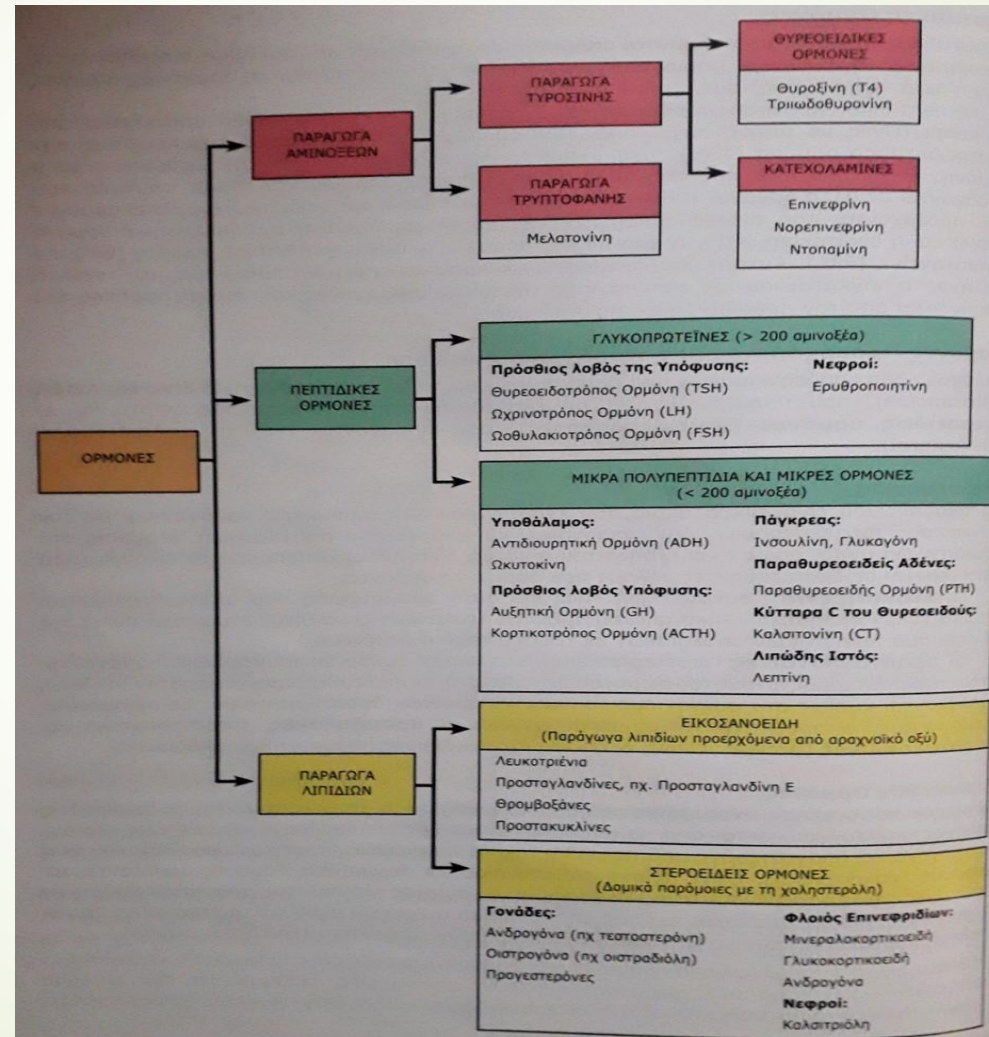 ΟΡΜΟΝΕΣ
ΠΑΡΑΓΩΓΑ
ΑΜΙΝΟΞΕΩΝ
ΠΑΡΑΓΩΓΑ
ΤΥΡΟΣΙΝΗΣ
ΘΥΡΕΟΕΙΔΙΚΕΣ
ΟΡΜΟΝΕΣ
Θυροξίνη (Τ4)
Τριιωδοθυρονίνη
ΚΑΤΕΧΟΛΑΜΙΝΕΣ
Επινεφρίνη
Νορεπινεφρίνη
Ντοπαμίνη
ΠΑΡΑΓΩΓΑ
ΤΡΥΠΤΟΦΑΝΗΣ
Μελατονίνη
ΠΕΠΤΙΔΙΚΕΣ
ΟΡΜΟΝΕΣ
ΓΛΥΚΟΠΡΩΤΕΪΝΕΣ (> 200 αμινοξέα)
Πρόσθιος λοβός της Υπόφυσης:
Θυρεοειδοτρόπος Ορμόνη (TSH)
Ωχρινοτρόπος Ορμόνη (LH)
Ωοθυλακιοτρόπος Ορμόνη (FSH)
Νεφροί:
Ερυθροποιητίνη
ΜΙΚΡΑ ΠΟΛΥΠΕΠΤΙΔΙΑ ΚΑΙ ΜΙΚΡΕΣ ΟΡΜΟΝΕΣ
(< 200 αμινοξέα)
Υποθάλαμος:
Αντιδιουρητική Ορμόνη (ADH)
Ωκυτοκίνη
Πρόσθιος λοβός Υπόφυσης:
Αυξητική Ορμόνη (GH)
Κορτικοτρόπος Ορμόνη (ACTH)
Πάγκρεας:
Ινσουλίνη, Γλυκαγόνη
Παραθυρεοειδείς Αδένες:
Παραθυρεοειδής Ορμόνη (PTH)
Κύτταρα C του Θυρεοειδούς:
Καλσιτονίνη (CT)
Λιπώδης Ιστός:
Λεπτίνη
ΠΑΡΑΓΩΓΑ
ΛΙΠΙΔΙΩΝ
ΕΙΚΟΣΑΝΟΕΙΔΗ
(Παράγωγα λιπιδίων προερχόμενα από αραχνοϊκό οξύ)
Λευκοτριένια
Προσταγλανδίνες, πχ. Προσταγλανδίνη Ε
Θρομβοξάνες
Προστακυκλίνες
ΣΤΕΡΟΕΙΔΕΙΣ ΟΡΜΟΝΕΣ
(Δομικά παρόμοιες με τη χοληστερόλη)
Γονάδες:
Ανδρογόνα (πχ τεστοστερόνη)
Οιστρογόνα (πχ οιστραδιόλη)
Προγεστερόνες
Φλοιός Επινεφριδίων:
Μινεραλοκορτικοειδή
Γλυκοκορτικοειδή
Ανδρογόνα
Νεφροί:
Καλσιτριόλη